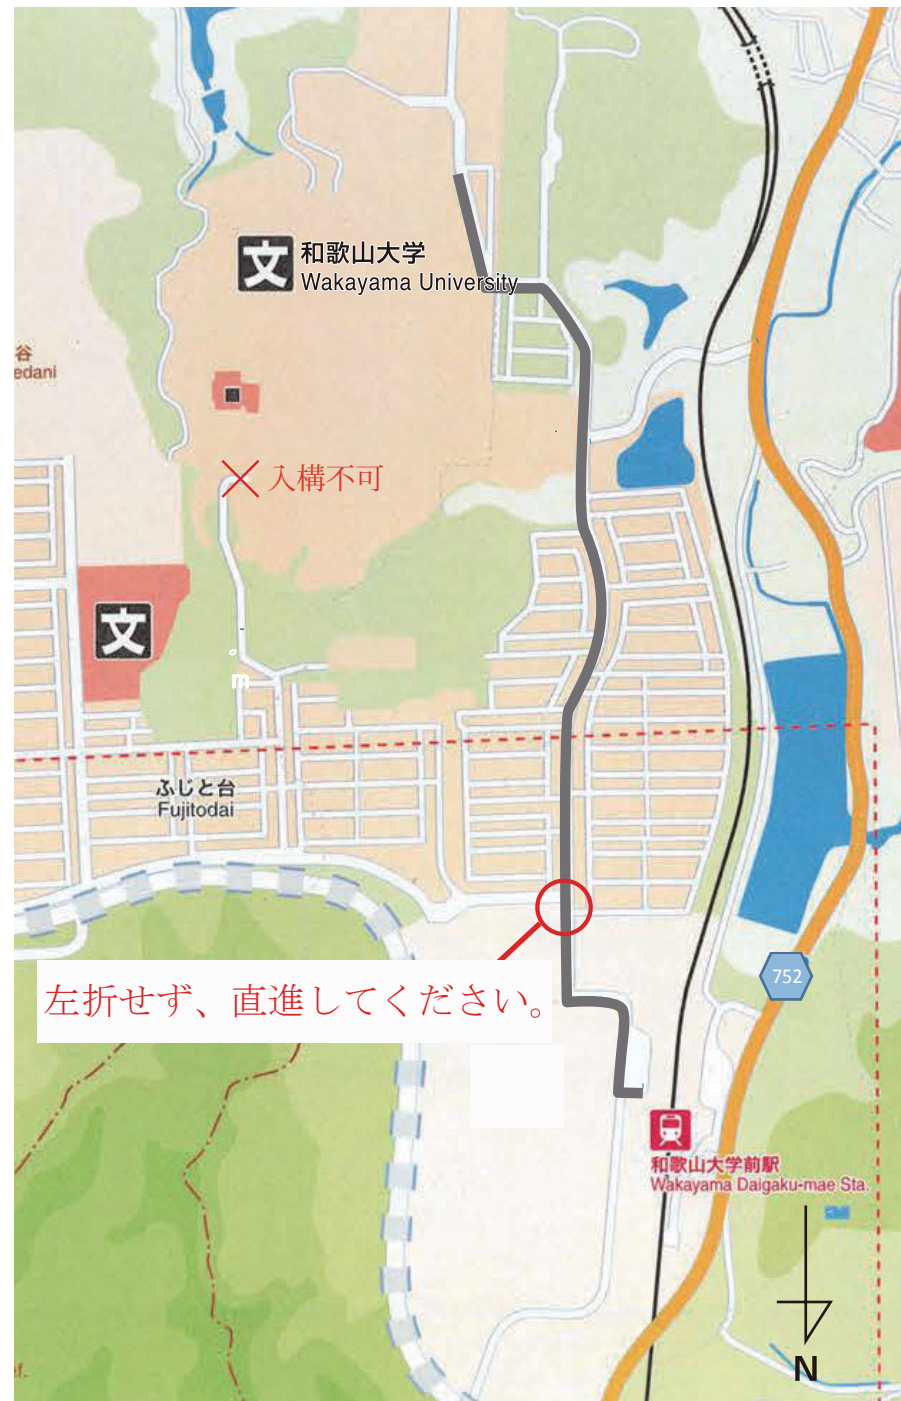 文
和歌山大学
Wakayama University
谷
edani
入構不可
文
m
ふじと台
Fujitodai
左折せず、直進してください。
752
和歌山大学前駅
Wakayama Daigaku-mae Sta.
N